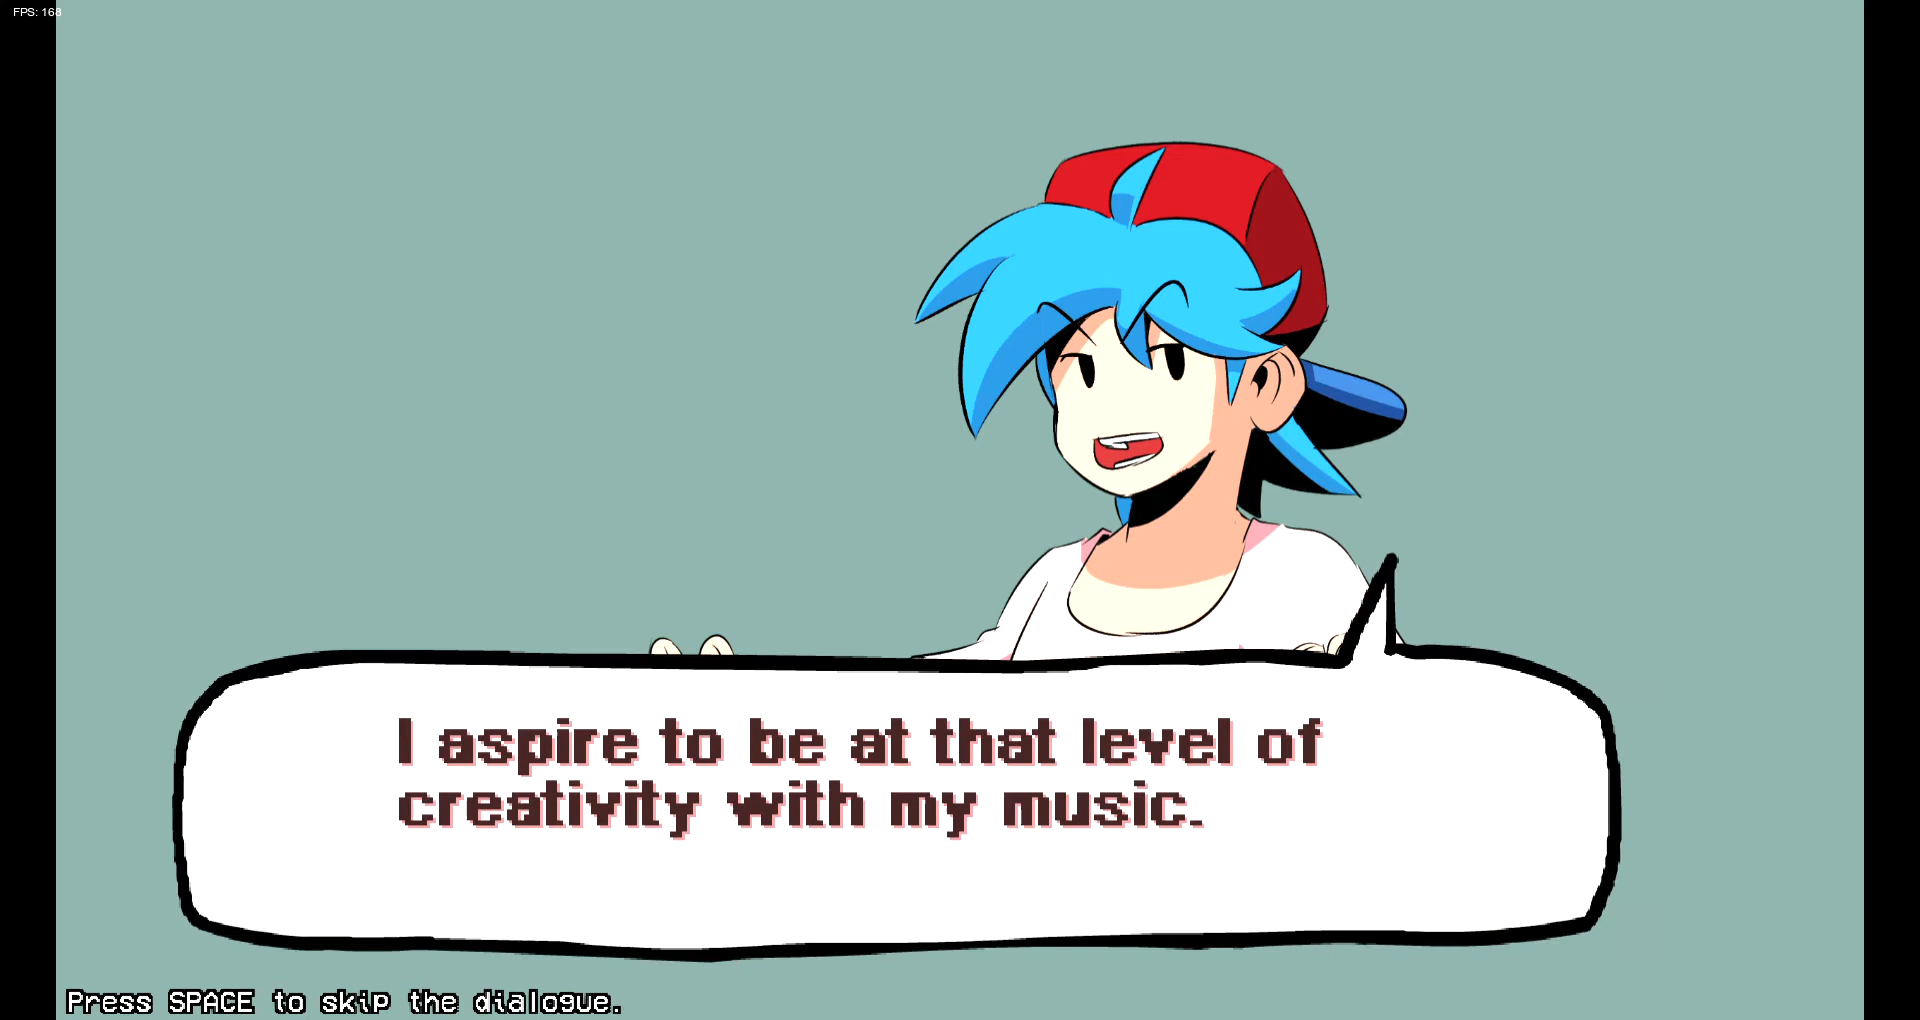 FPS: 168
I aspire to be at that level of
creativity with my music.
Press SPACE to skip the dialogue.